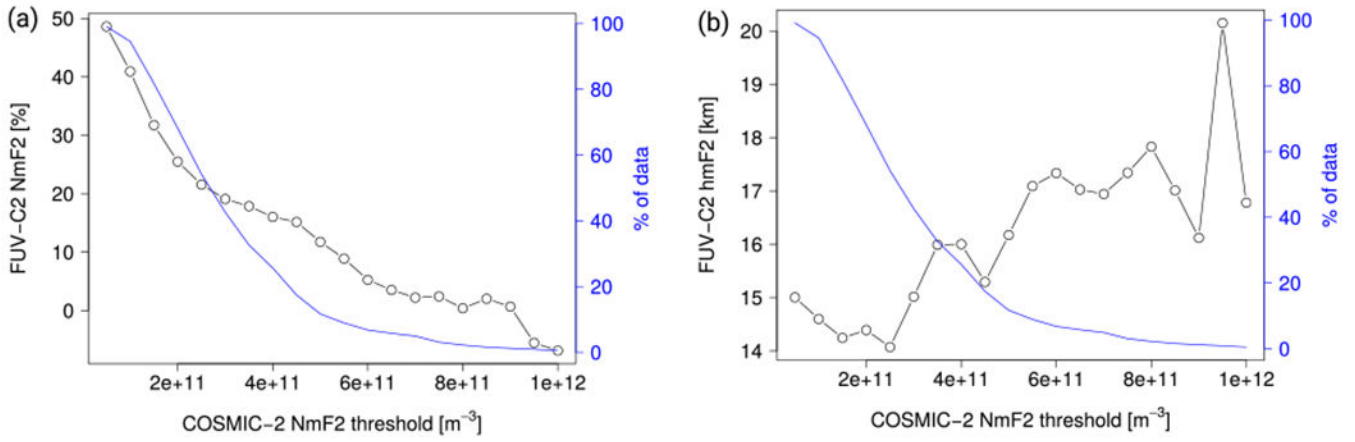 (a)
50
40
30
20
10
0
FUV−C2 NmF2 [%]
100
80
60
40
20
0
% of data
2e+11 4e+11 6e+11 8e+11 1e+12
COSMIC−2 NmF2 threshold [m⁻³]
(b)
20
19
18
17
16
15
14
FUV−C2 hmF2 [km]
100
80
60
40
20
0
% of data
2e+11 4e+11 6e+11 8e+11 1e+12
COSMIC−2 NmF2 threshold [m⁻³]